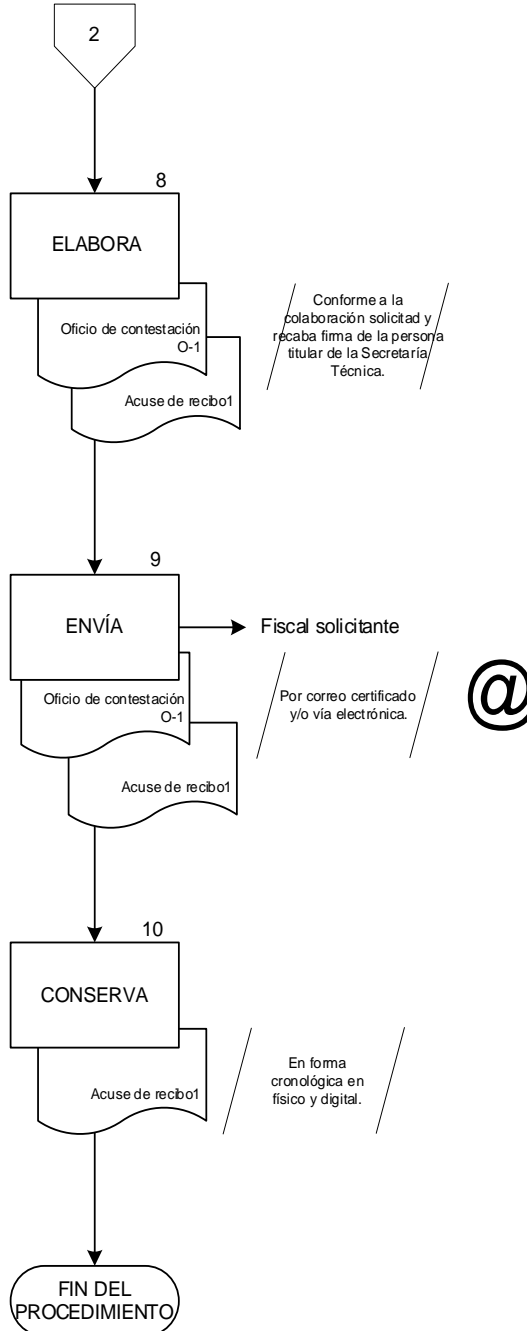 2
8
ELABORA
Oficio de contestación
O-1
Acuse de recibo1
Conforme a la
colaboración solicitad y
recaba firma de la persona
titular de la Secretaría
Técnica.
9
ENVÍA
Fiscal solicitante
Oficio de contestación
O-1
Acuse de recibo1
Por correo certificado
y/o vía electrónica.
@
10
CONSERVA
Acuse de recibo1
En forma
cronológica en
físico y digital.
FIN DEL
PROCEDIMIENTO